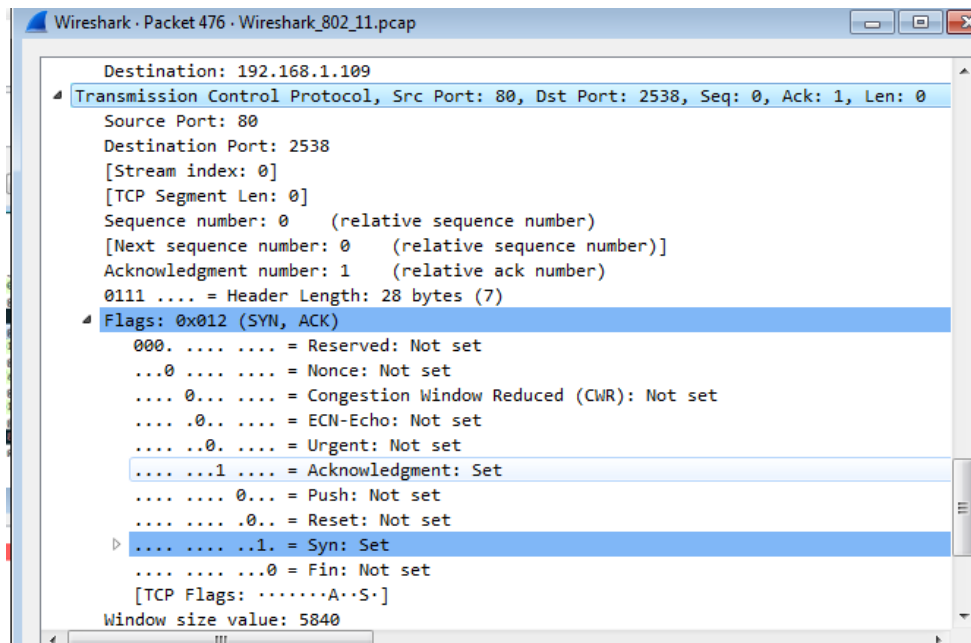 Wireshark · Packet 476 · Wireshark_802_11.pcap
Destination: 192.168.1.109
Transmission Control Protocol, Src Port: 80, Dst Port: 2538, Seq: 0, Ack: 1, Len: 0
Source Port: 80
Destination Port: 2538
[Stream index: 0]
[TCP Segment Len: 0]
Sequence number: 0    (relative sequence number)
[Next sequence number: 0    (relative sequence number)]
Acknowledgment number: 1    (relative ack number)
0111 .... = Header Length: 28 bytes (7)
Flags: 0x012 (SYN, ACK)
000. .... .... = Reserved: Not set
...0 .... .... = Nonce: Not set
.... 0... .... = Congestion Window Reduced (CWR): Not set
.... .0.. .... = ECN-Echo: Not set
.... ..0. .... = Urgent: Not set
.... ...1 .... = Acknowledgment: Set
.... .... 0... = Push: Not set
.... .... .0.. = Reset: Not set
.... .... ..1. = Syn: Set
.... .... ...0 = Fin: Not set
[TCP Flags: ·······A··S·]
Window size value: 5840